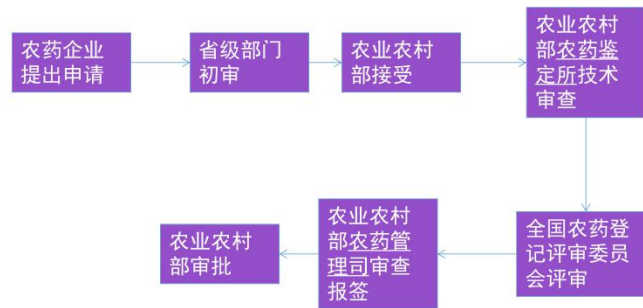 农药企业
提出申请
省级部门
初审
农业农村
部接受
农业农村
部农药鉴
定所技术
审查
全国农药登
记评审委员
会评审
农业农村
部农药管
理司审查
报签
农业农村
部审批